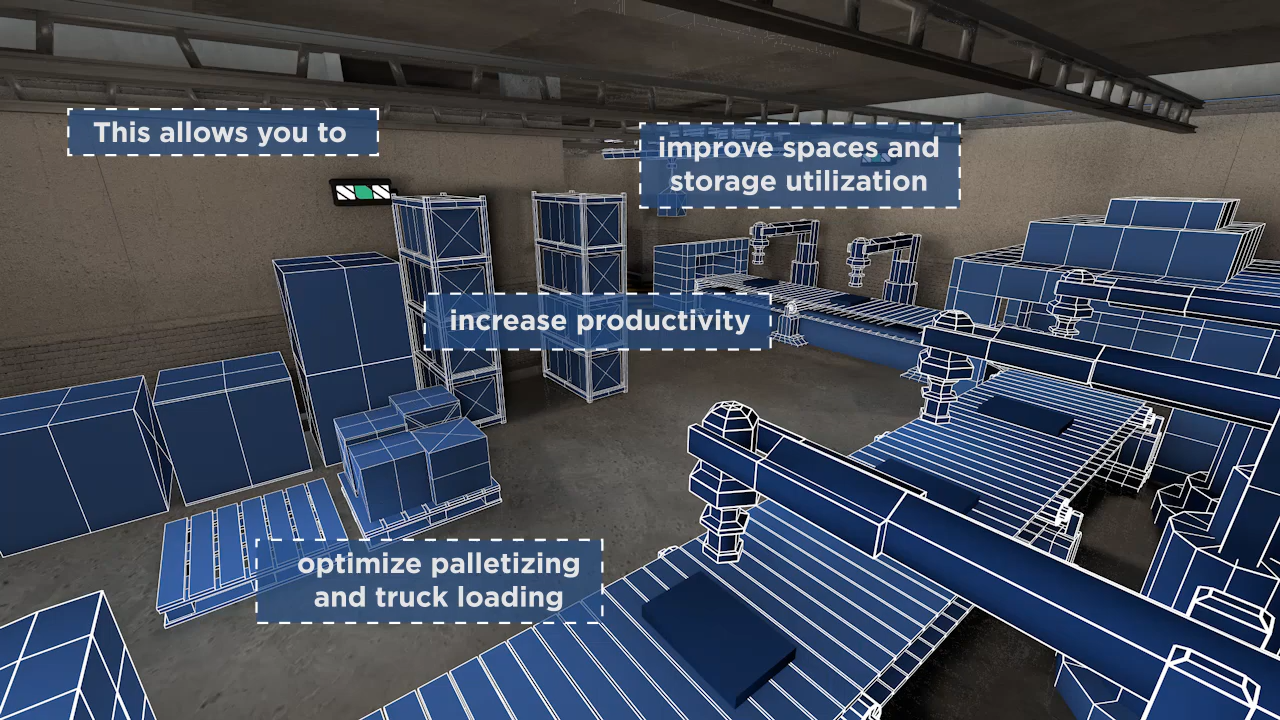 This allows you to
improve spaces and
storage utilization
increase productivity
optimize palletizing
and truck loading